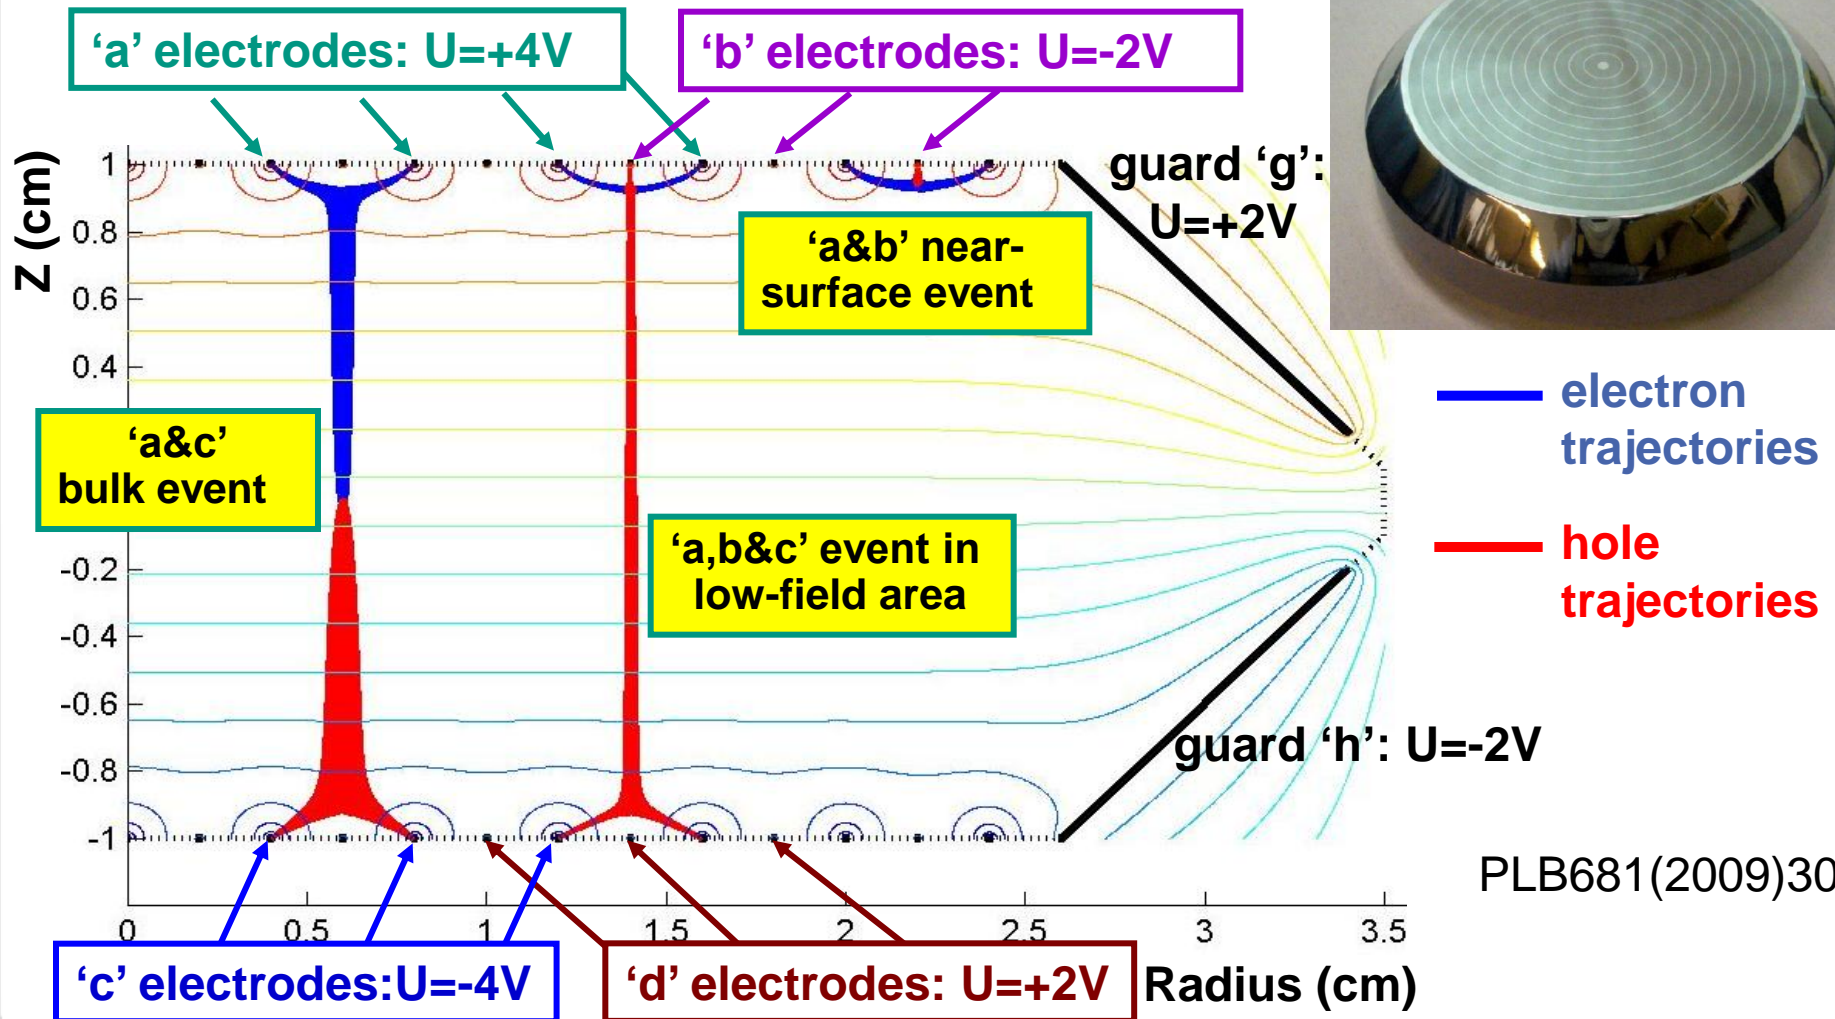 ‘a’ electrodes: U=+4V
‘b’ electrodes: U=-2V
guard ‘g’:
U=+2V
Z (cm)
1
0.8
0.6
0.4
-0.2
-0.4
-0.6
-0.8
-1
‘a&b’ near-
surface event
‘a&c’
bulk event
‘a,b&c’ event in
low-field area
electron
trajectories
hole
trajectories
guard ‘h’: U=-2V
PLB681(2009)30
0
0.5
1
1.5
2
2.5
3
3.5
‘c’ electrodes:U=-4V
‘d’ electrodes: U=+2V
Radius (cm)